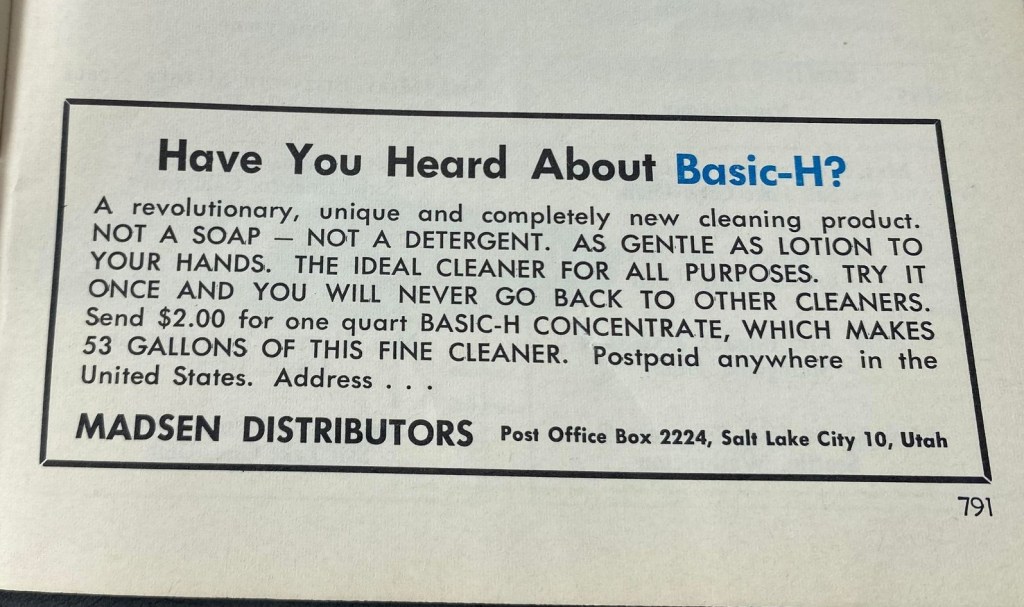 Have You Heard About Basic-H?
A revolutionary, unique and completely new cleaning product.
NOT A SOAP — NOT A DETERGENT. AS GENTLE AS LOTION TO
YOUR HANDS. THE IDEAL CLEANER FOR ALL PURPOSES. TRY IT
ONCE AND YOU WILL NEVER GO BACK TO OTHER CLEANERS.
Send $2.00 for one quart BASIC-H CONCENTRATE, WHICH MAKES
53 GALLONS OF THIS FINE CLEANER. Postpaid anywhere in the
United States. Address . . .
MADSEN DISTRIBUTORS Post Office Box 2224, Salt Lake City 10, Utah
791